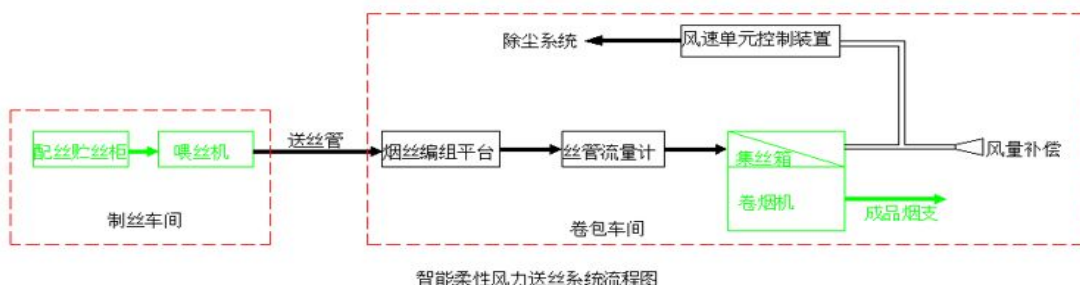 除尘系统
风速单元控制装置
配丝贮丝柜
喂丝机
送丝管
烟丝编组平台
丝管流量计
集丝箱
风量补偿
卷烟机
成品烟支
制丝车间
卷包车间
智能柔性风力送丝系统流程图